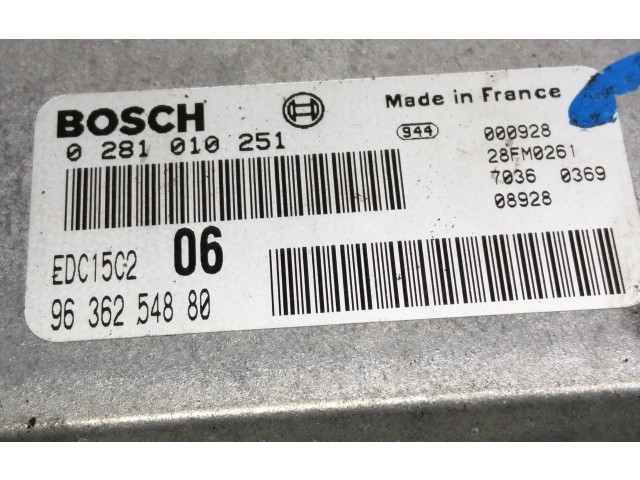 BOSCH
Made in France
0 281 010 251
944
000928
28FM0261
7036 0369
08928
EDC15C2 06
96 362 548 80